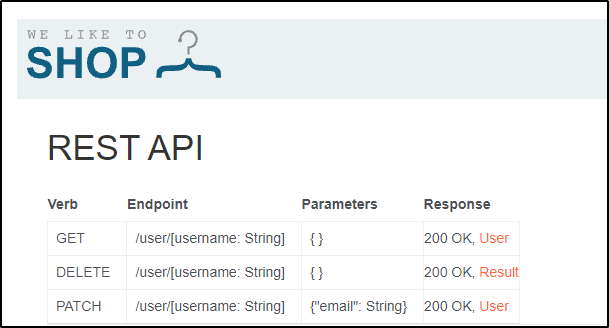 WE LIKE TO
SHOP
REST API
Verb Endpoint Parameters Response
GET /user/[username: String] { } 200 OK, User
DELETE /user/[username: String] { } 200 OK, Result
PATCH /user/[username: String] {"email": String} 200 OK, User